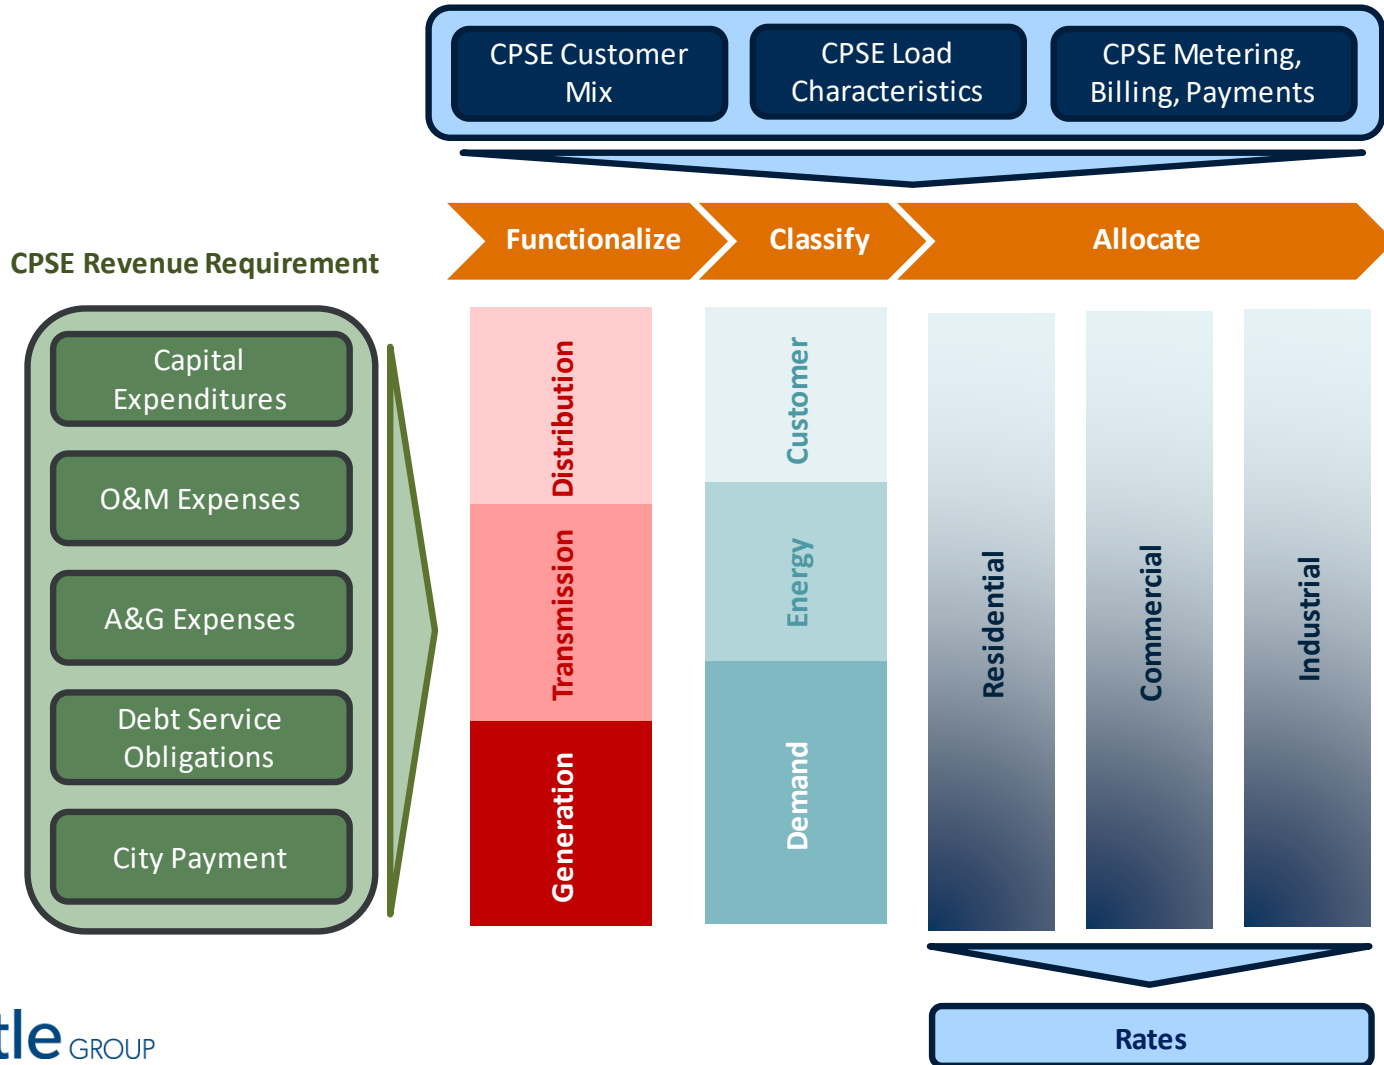 CPSE Customer
Mix
CPSE Load
Characteristics
CPSE Metering,
Billing, Payments
Functionalize
Classify
Allocate
CPSE Revenue Requirement
Capital
Expenditures
O&M Expenses
A&G Expenses
Debt Service
Obligations
City Payment
Distribution
Transmission
Generation
Customer
Energy
Demand
Residential
Commercial
Industrial
Rates
tle GROUP